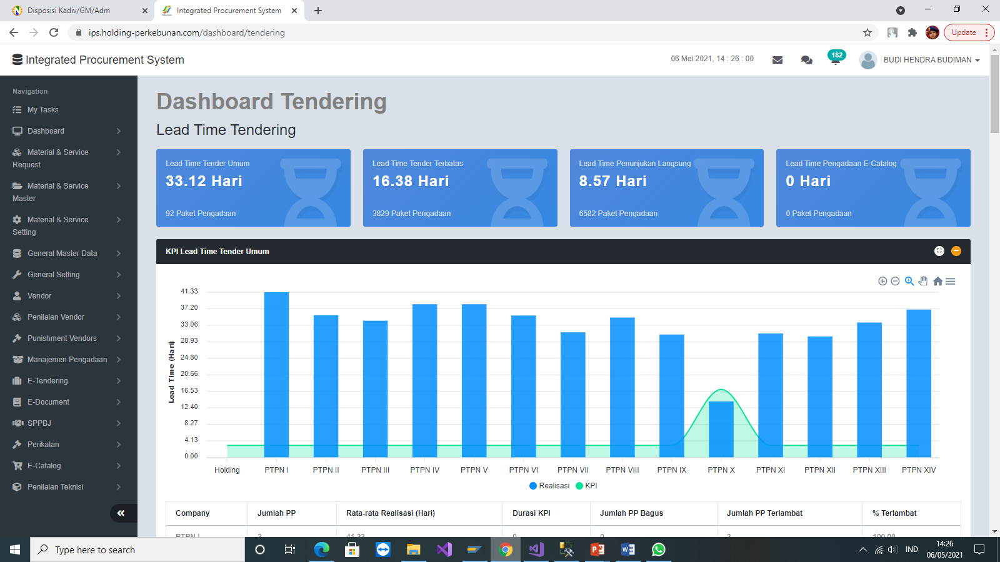 Disposisi Kadiv/GM/Adm
Integrated Procurement System
ips.holding-perkebunan.com/dashboard/tendering
Update
Integrated Procurement System
06 Mei 2021, 14 : 26 : 00
182
BUDI HENDRA BUDIMAN
Navigation
My Tasks
Dashboard
Material & Service
Request
Material & Service
Master
Material & Service
Setting
General Master Data
General Setting
Vendor
Penilaian Vendor
Punishment Vendors
Manajemen Pengadaan
E-Tendering
E-Document
SPPBJ
Perikatan
E-Catalog
Penilaian Teknisi
Dashboard Tendering
Lead Time Tendering
Lead Time Tender Umum
33.12 Hari
92 Paket Pengadaan
Lead Time Tender Terbatas
16.38 Hari
3829 Paket Pengadaan
Lead Time Penunjukan Langsung
8.57 Hari
6582 Paket Pengadaan
Lead Time Pengadaan E-Catalog
0 Hari
0 Paket Pengadaan
KPI Lead Time Tender Umum
Lead Time (Hari)
41.33
37.20
33.06
28.93
24.80
20.66
16.53
12.40
8.27
4.13
0.00
Holding PTPN I PTPN II PTPN III PTPN IV PTPN V PTPN VI PTPN VII PTPN VIII PTPN IX PTPN X PTPN XI PTPN XII PTPN XIII PTPN XIV
Realisasi KPI
Company Jumlah PP Rata-rata Realisasi (Hari) Durasi KPI Jumlah PP Bagus Jumlah PP Terlambat % Terlambat
PTPN I 3 41.33 0 0 3 100.00
Type here to search
IND
14:26
06/05/2021